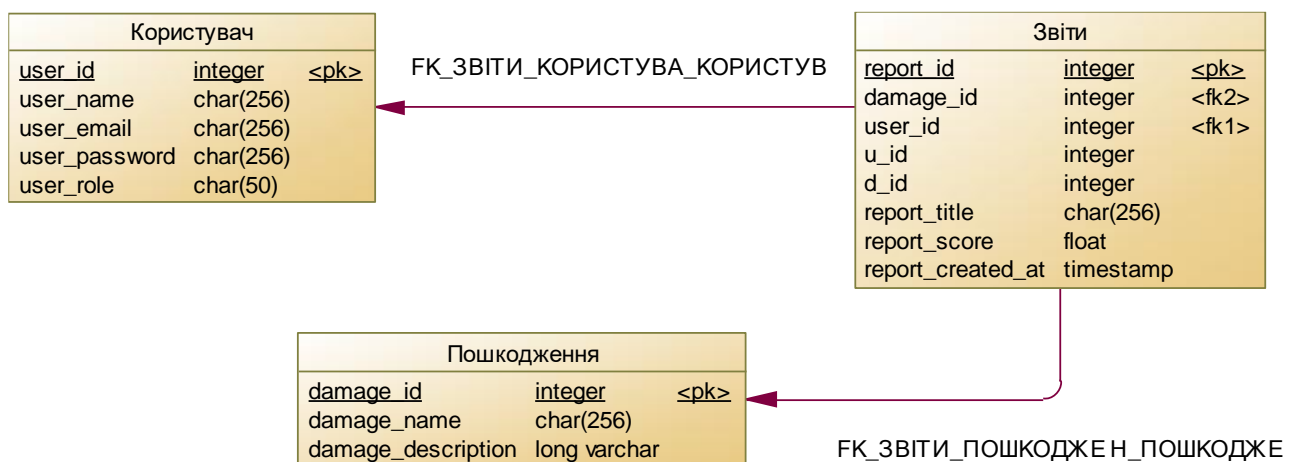 Користувач
user_id integer <pk>
user_name char(256)
user_email char(256)
user_password char(256)
user_role char(50)
FK_ЗВІТИ_КОРИСТУВА_КОРИСТУВ
Звіти
report_id integer <pk>
damage_id integer <fk2>
user_id integer <fk1>
u_id integer
d_id integer
report_title char(256)
report_score float
report_created_at timestamp
Пошкодження
damage_id integer <pk>
damage_name char(256)
damage_description long varchar
FK_ЗВІТИ_ПОШКОДЖЕН_ПОШКОДЖЕ